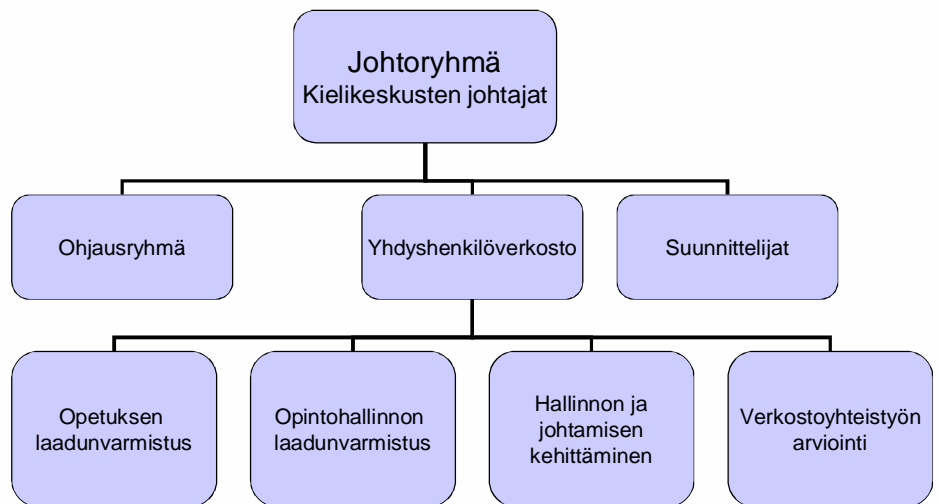 Johtoryhmä
Kielikeskusten johtajat
Ohjausryhmä
Yhdyshenkilöverkosto
Suunnittelijat
Opetuksen
laadunvarmistus
Opintohallinnon
laadunvarmistus
Hallinnon ja
johtamisen
kehittäminen
Verkostoyhteistyön
arviointi